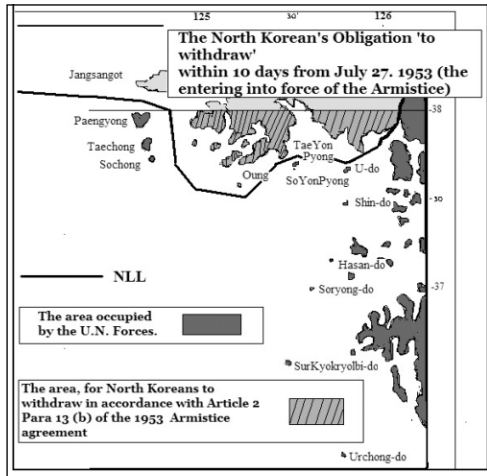 125 30' 126
The North Korean's Obligation 'to
withdraw'
within 10 days from July 27. 1953 (the
entering into force of the Armistice)
Jangsangot
-38
Paengyong
Taechong
Sochong
TaeYon
Pyong
Oung
SoYonPyong
U-do
Shin-do
30
Hasan-do
-37
Soryong-do
NLL
The area occupied
by the U.N. Forces.
SurKyokryolbi-do
The area, for North Koreans to
withdraw in accordance with Article 2
Para 13 (b) of the 1953 Armistice
agreement
Urchong-do